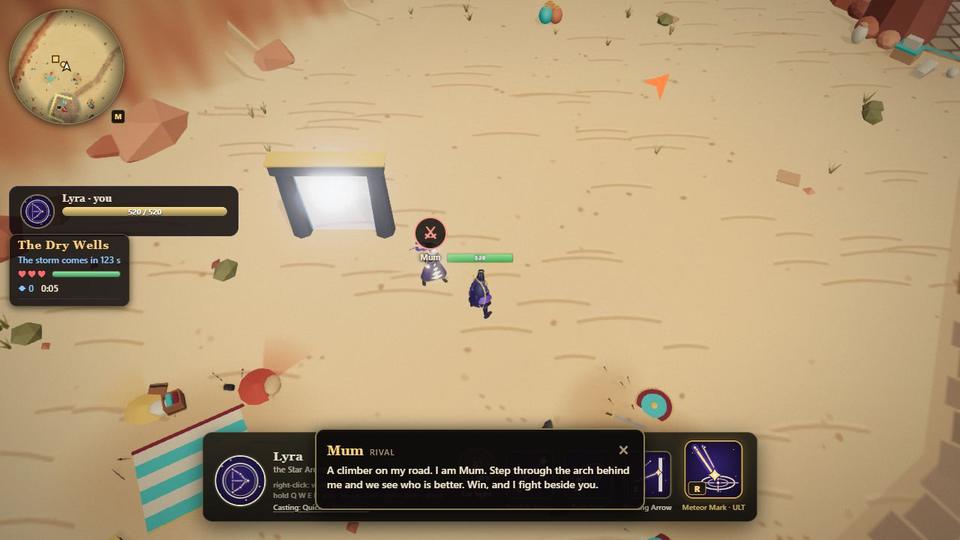 M
Lyra · you
520 / 520
The Dry Wells
The storm comes in 123 s
0 0:05
Mum
520
Lyra
the Star Ar
right-click: 
hold Q W E
Casting: Quic
Mum RIVAL
A climber on my road. I am Mum. Step through the arch behind
me and we see who is better. Win, and I fight beside you.
ng Arrow
R
Meteor Mark · ULT